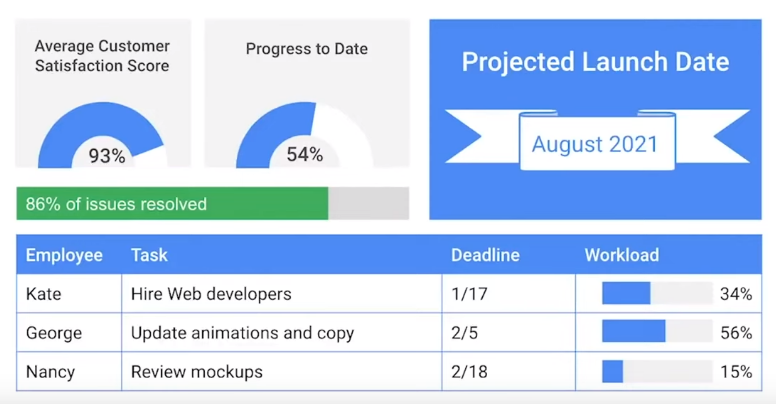 Average Customer
Satisfaction Score
93%
Progress to Date
54%
Projected Launch Date
August 2021
86% of issues resolved
Employee Task Deadline Workload
Kate Hire Web developers 1/17 34%
George Update animations and copy 2/5 56%
Nancy Review mockups 2/18 15%